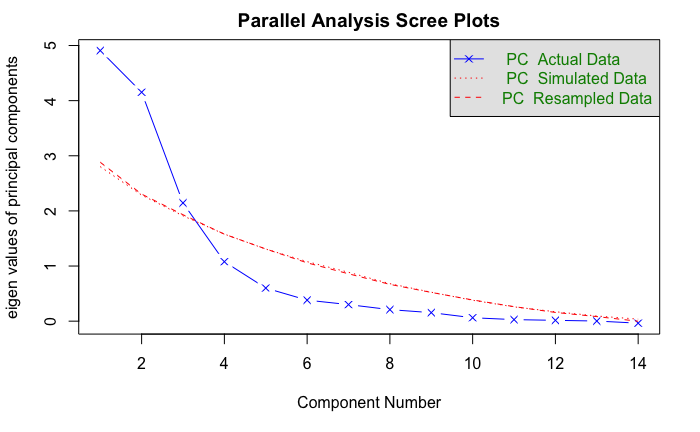 Parallel Analysis Scree Plots
eigen values of principal components
5
4
3
2
1
0
PC Actual Data
PC Simulated Data
PC Resampled Data
2 4 6 8 10 12 14
Component Number